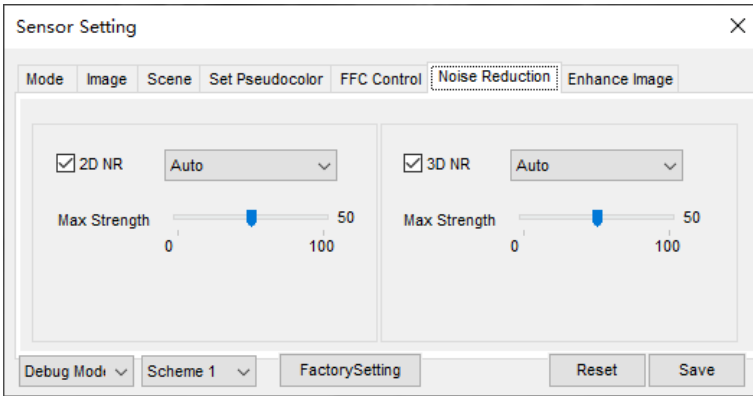 Sensor Setting
Mode Image Scene Set Pseudocolor FFC Control Noise Reduction Enhance Image
2D NR Auto 3D NR Auto
Max Strength 50 Max Strength 50
0 100 0 100
Debug Mod Scheme 1 FactorySetting Reset Save